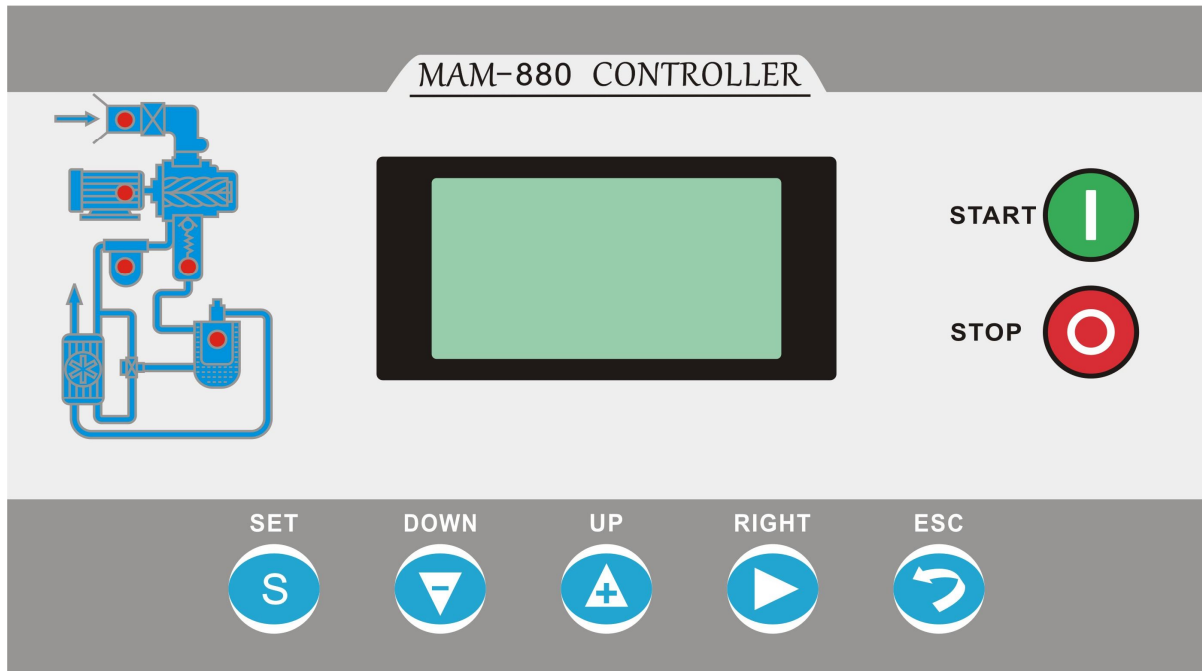 MAM-880 CONTROLLER
START
STOP
SET DOWN UP RIGHT ESC
S - +